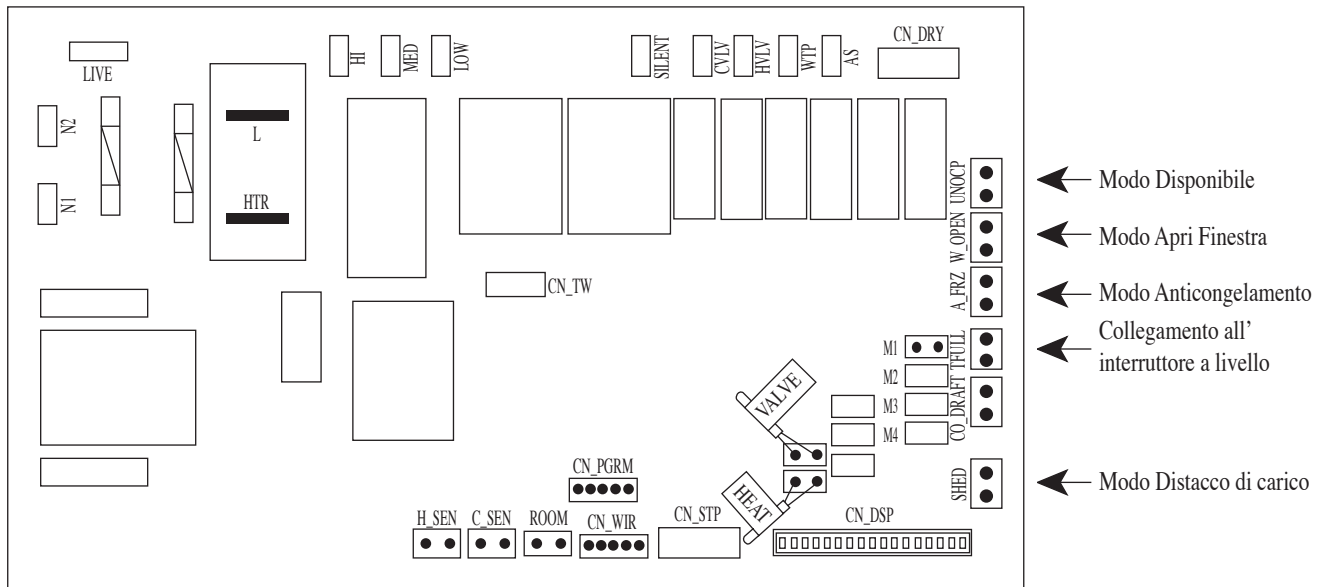 LIVE
N2
N1
L
HTR
HI
MED
LOW
SILENT
CVLV
HVLV
WTP
AS
CN_DRY
UNOCP
Modo Disponibile
W_OPEN
Modo Apri Finestra
A_FRZ
Modo Anticongelamento
TFULL
Collegamento all’
interruttore a livello
CN_TW
M1
M2
M3
M4
CO_DRAFT
VALVE
HEAT
SHED
Modo Distacco di carico
CN_PGRM
H_SEN
C_SEN
ROOM
CN_WIR
CN_STP
CN_DSP